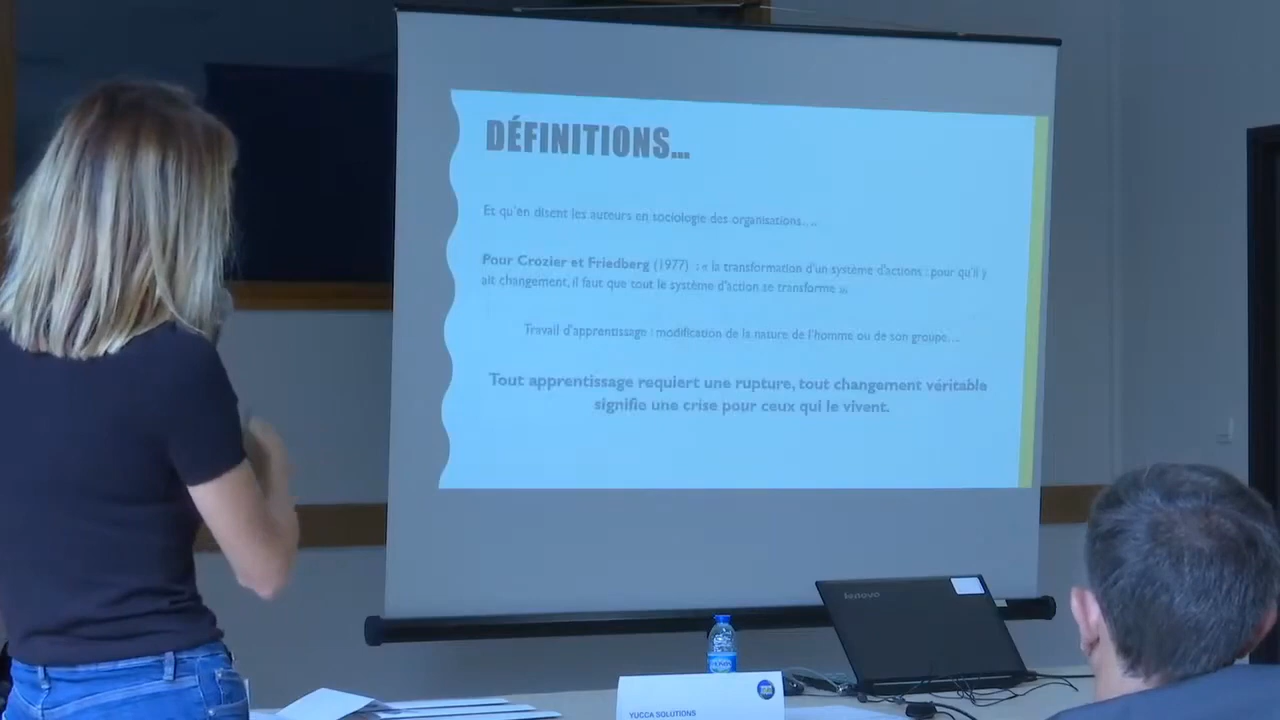 DÉFINITIONS...
Et qu'en disent les auteurs en sociologie des organisations….
Pour Crozier et Friedberg (1977) : « la transformation d'un système d'actions : pour qu'il y
ait changement, il faut que tout le système d'action se transforme ».
Travail d'apprentissage : modification de la nature de l'homme ou de son groupe…
Tout apprentissage requiert une rupture, tout changement véritable
signifie une crise pour ceux qui le vivent.
lenovo
YUCCA SOLUTIONS